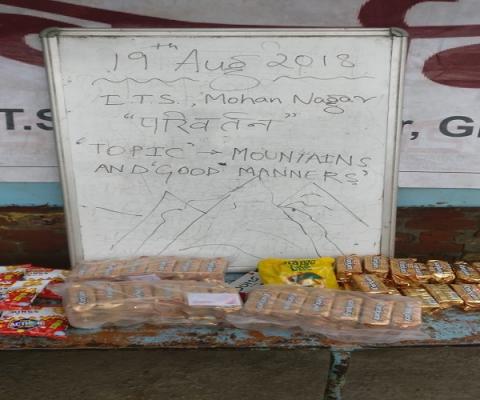 19th Aug 2018
I.T.S., Mohan Nagar
"परिवर्तन"
'TOPIC' → MOUNTAINS
AND 'GOOD MANNERS'
T.S
, G